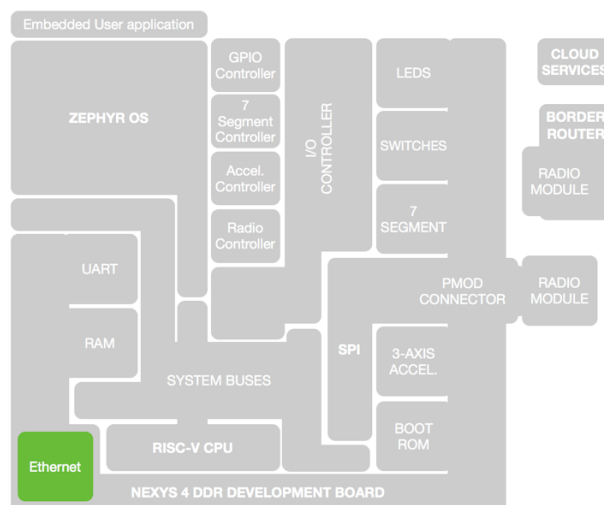 Embedded User application
ZEPHYR OS
GPIO
Controller
7
Segment
Controller
Accel.
Controller
Radio
Controller
I/O
CONTROLLER
LEDS
SWITCHES
7
SEGMENT
CLOUD
SERVICES
BORDER
ROUTER
RADIO
MODULE
UART
RAM
SYSTEM BUSES
SPI
PMOD
CONNECTOR
RADIO
MODULE
3-AXIS
ACCEL.
BOOT
ROM
RISC-V CPU
Ethernet
NEXYS 4 DDR DEVELOPMENT BOARD